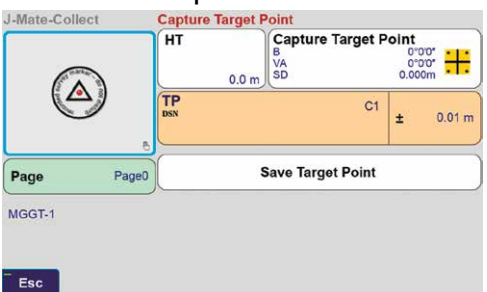 J-Mate-Collect
Capture Target Point
HT
0.0 m
Capture Target Point
B 0°0'0"
VA 0°0'0"
SD 0.000m
TP
DSN
C1
± 0.01 m
Page Page0
Save Target Point
MGGT-1
Esc